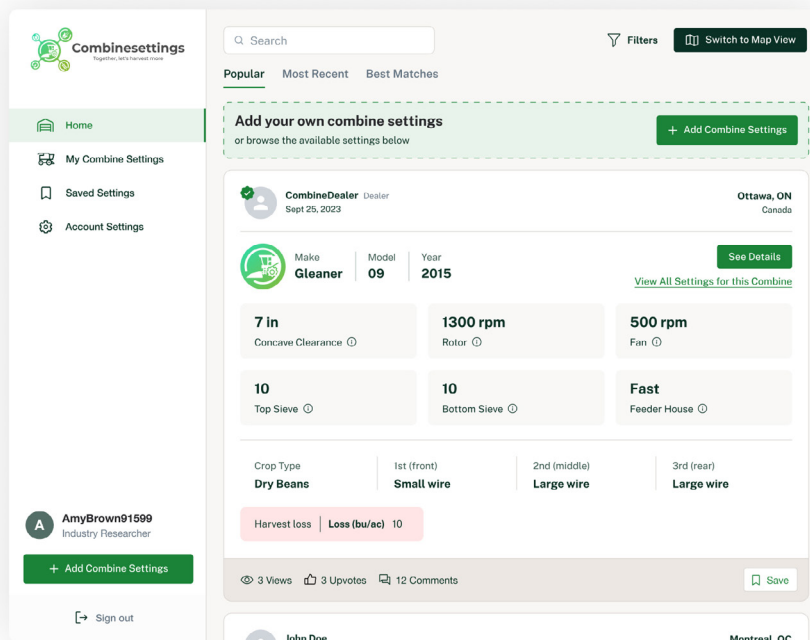 Combinesettings
Together, let's harvest more
Home
My Combine Settings
Saved Settings
Account Settings
A
AmyBrown91599
Industry Researcher
+ Add Combine Settings
Sign out
Search
Filters
Switch to Map View
Popular
Most Recent
Best Matches
Add your own combine settings
or browse the available settings below
+ Add Combine Settings
CombineDealer Dealer
Sept 25, 2023
Ottawa, ON
Canada
Make
Gleaner
Model
09
Year
2015
See Details
View All Settings for this Combine
7 in
Concave Clearance
1300 rpm
Rotor
500 rpm
Fan
10
Top Sieve
10
Bottom Sieve
Fast
Feeder House
Crop Type
Dry Beans
1st (front)
Small wire
2nd (middle)
Large wire
3rd (rear)
Large wire
Harvest loss Loss (bu/ac) 10
3 Views
3 Upvotes
12 Comments
Save
John Doe
Montreal, QC